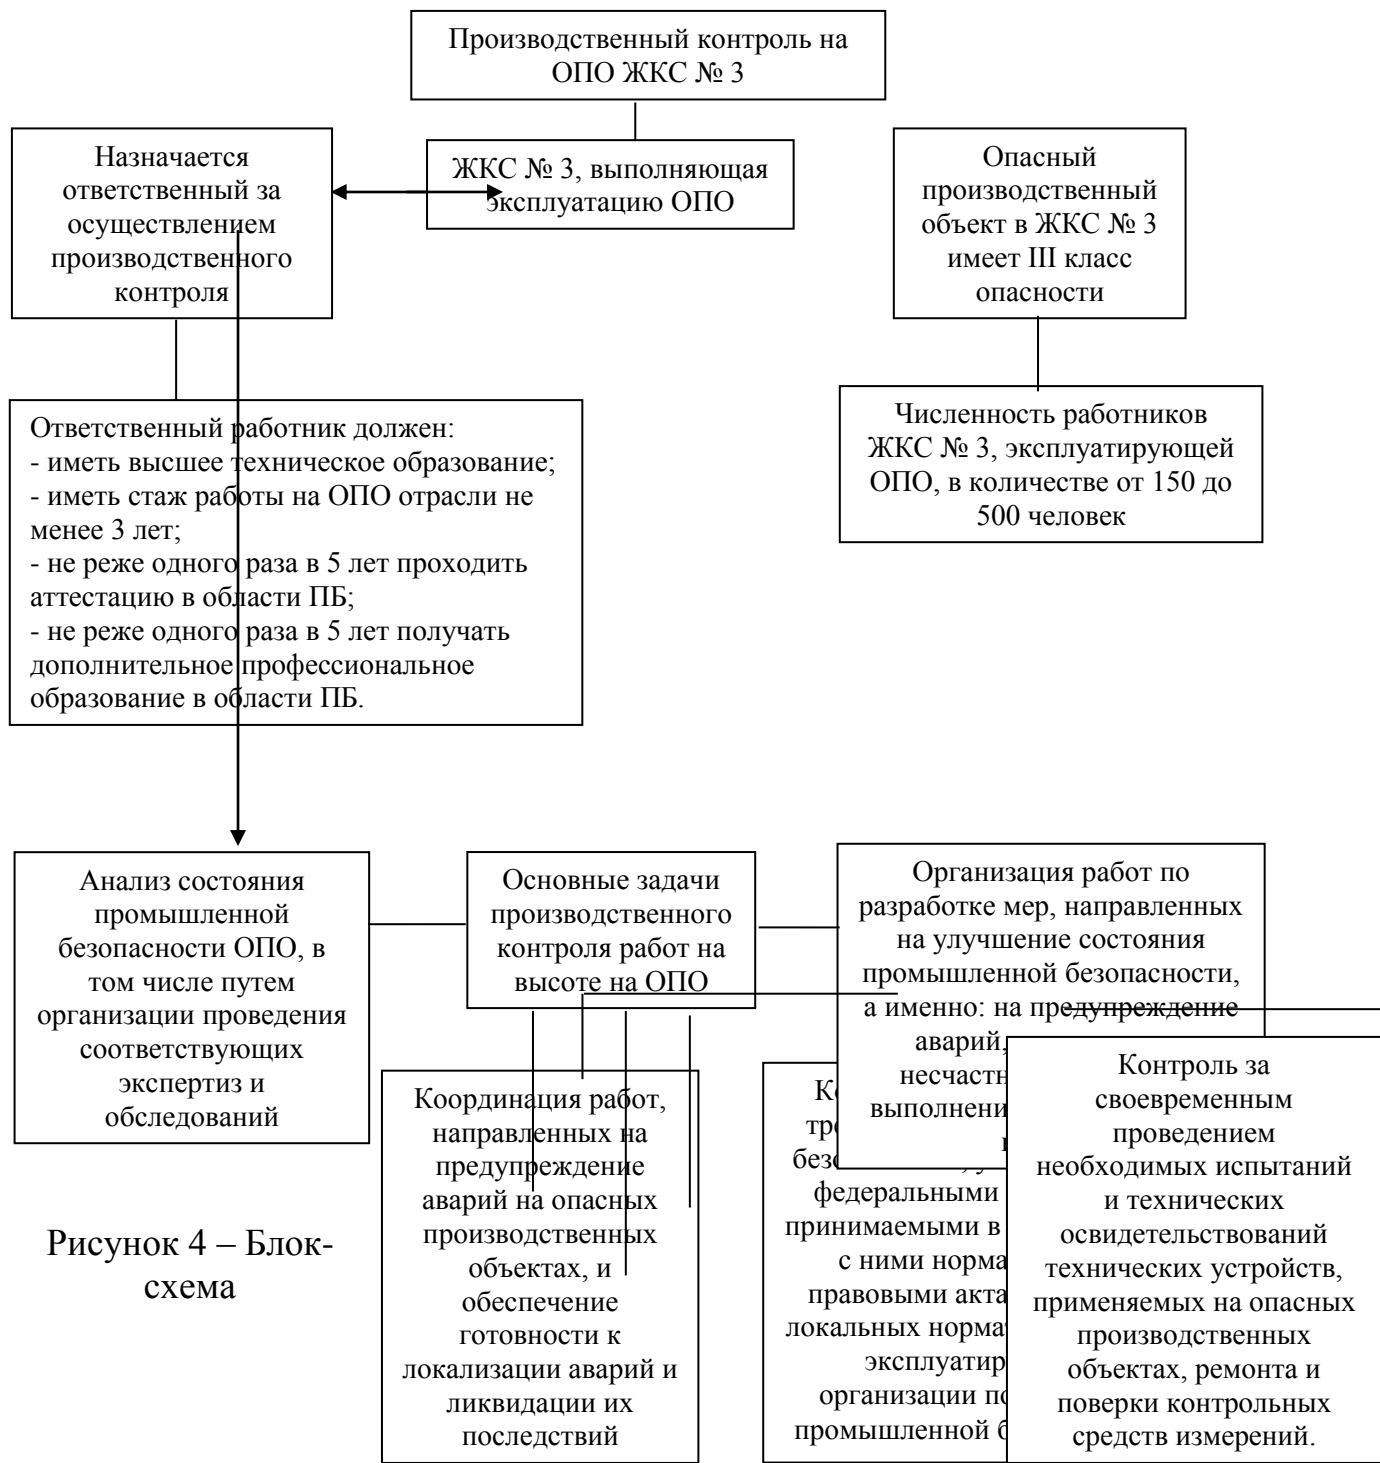 Производственный контроль на
ОПО ЖКС № 3
Назначается
ответственный за
осуществлением
производственного
контроля
ЖКС № 3, выполняющая
эксплуатацию ОПО
Опасный
производственный
объект в ЖКС № 3
имеет III класс
опасности
Ответственный работник должен:
- иметь высшее техническое образование;
- иметь стаж работы на ОПО отрасли не
менее 3 лет;
- не реже одного раза в 5 лет проходить
аттестацию в области ПБ;
- не реже одного раза в 5 лет получать
дополнительное профессиональное
образование в области ПБ.
Численность работников
ЖКС № 3, эксплуатирующей
ОПО, в количестве от 150 до
500 человек
Анализ состояния
промышленной
безопасности ОПО, в
том числе путем
организации проведения
соответствующих
экспертиз и
обследований
Основные задачи
производственного
контроля работ на
высоте на ОПО
Организация работ по
разработке мер, направленных
на улучшение состояния
промышленной безопасности,
а именно: на предупреждение
аварий,
Координация работ,
направленных на
предупреждение
аварий на опасных
производственных
объектах, и
обеспечение
готовности к
локализации аварий и
ликвидации их
последствий
федеральными
принимаемыми в
с ними
правовыми
локальных
организации
промышленной
Контроль за
своевременным
проведением
необходимых испытаний
и технических
освидетельствований
технических устройств,
применяемых на опасных
производственных
объектах, ремонта и
поверки контрольных
средств измерений.
Рисунок 4 – Блок-
схема